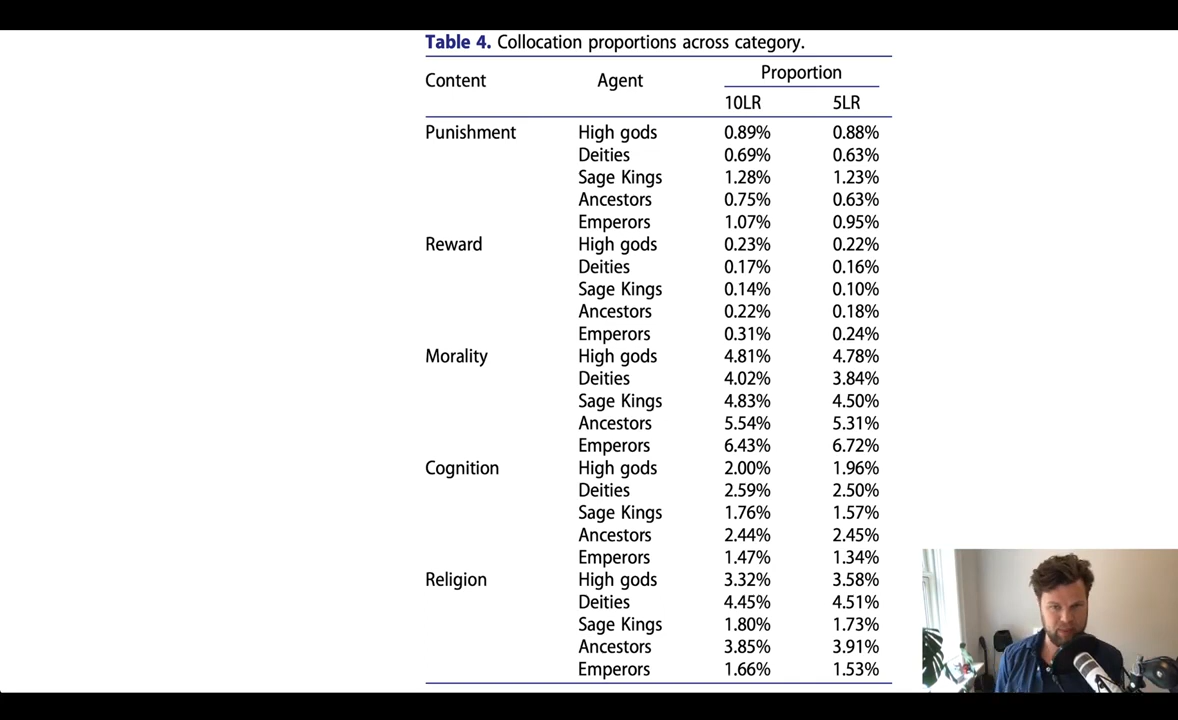 Table 4. Collocation proportions across category.
Content Agent Proportion
10LR 5LR
Punishment High gods 0.89% 0.88%
Deities 0.69% 0.63%
Sage Kings 1.28% 1.23%
Ancestors 0.75% 0.63%
Emperors 1.07% 0.95%
Reward High gods 0.23% 0.22%
Deities 0.17% 0.16%
Sage Kings 0.14% 0.10%
Ancestors 0.22% 0.18%
Emperors 0.31% 0.24%
Morality High gods 4.81% 4.78%
Deities 4.02% 3.84%
Sage Kings 4.83% 4.50%
Ancestors 5.54% 5.31%
Emperors 6.43% 6.72%
Cognition High gods 2.00% 1.96%
Deities 2.59% 2.50%
Sage Kings 1.76% 1.57%
Ancestors 2.44% 2.45%
Emperors 1.47% 1.34%
Religion High gods 3.32% 3.58%
Deities 4.45% 4.51%
Sage Kings 1.80% 1.73%
Ancestors 3.85% 3.91%
Emperors 1.66% 1.53%